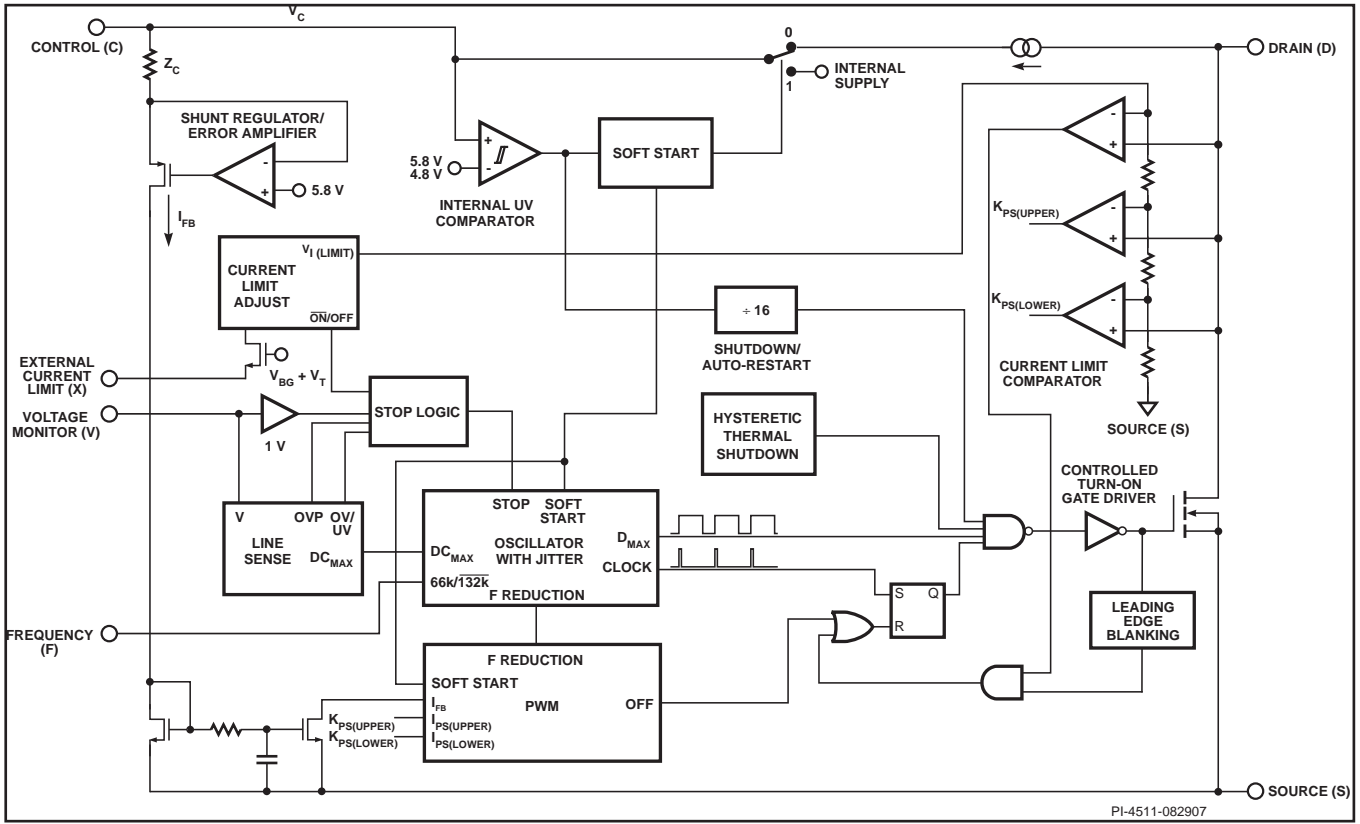 V_C
CONTROL (C)
Z_C
0
DRAIN (D)
INTERNAL
SUPPLY
1
SHUNT REGULATOR/
ERROR AMPLIFIER
-
+
5.8 V
I_FB
+
-
5.8 V
4.8 V
INTERNAL UV
COMPARATOR
SOFT START
-
+
K_PS(UPPER)
-
+
K_PS(LOWER)
-
+
CURRENT LIMIT
COMPARATOR
SOURCE (S)
V_I (LIMIT)
CURRENT
LIMIT
ADJUST
O̅N̅/OFF
V_BG + V_T
÷ 16
SHUTDOWN/
AUTO-RESTART
EXTERNAL
CURRENT
LIMIT (X)
VOLTAGE
MONITOR (V)
1 V
STOP LOGIC
HYSTERETIC
THERMAL
SHUTDOWN
CONTROLLED
TURN-ON
GATE DRIVER
V
OVP
OV/
UV
LINE
SENSE
DC_MAX
STOP
SOFT
START
DC_MAX
OSCILLATOR
WITH JITTER
D_MAX
CLOCK
66k/1̅3̅2̅k̅
F REDUCTION
S
Q
R
LEADING
EDGE
BLANKING
FREQUENCY
(F)
F REDUCTION
SOFT START
PWM
OFF
I_FB
K_PS(UPPER)
I_PS(UPPER)
K_PS(LOWER)
I_PS(LOWER)
SOURCE (S)
PI-4511-082907